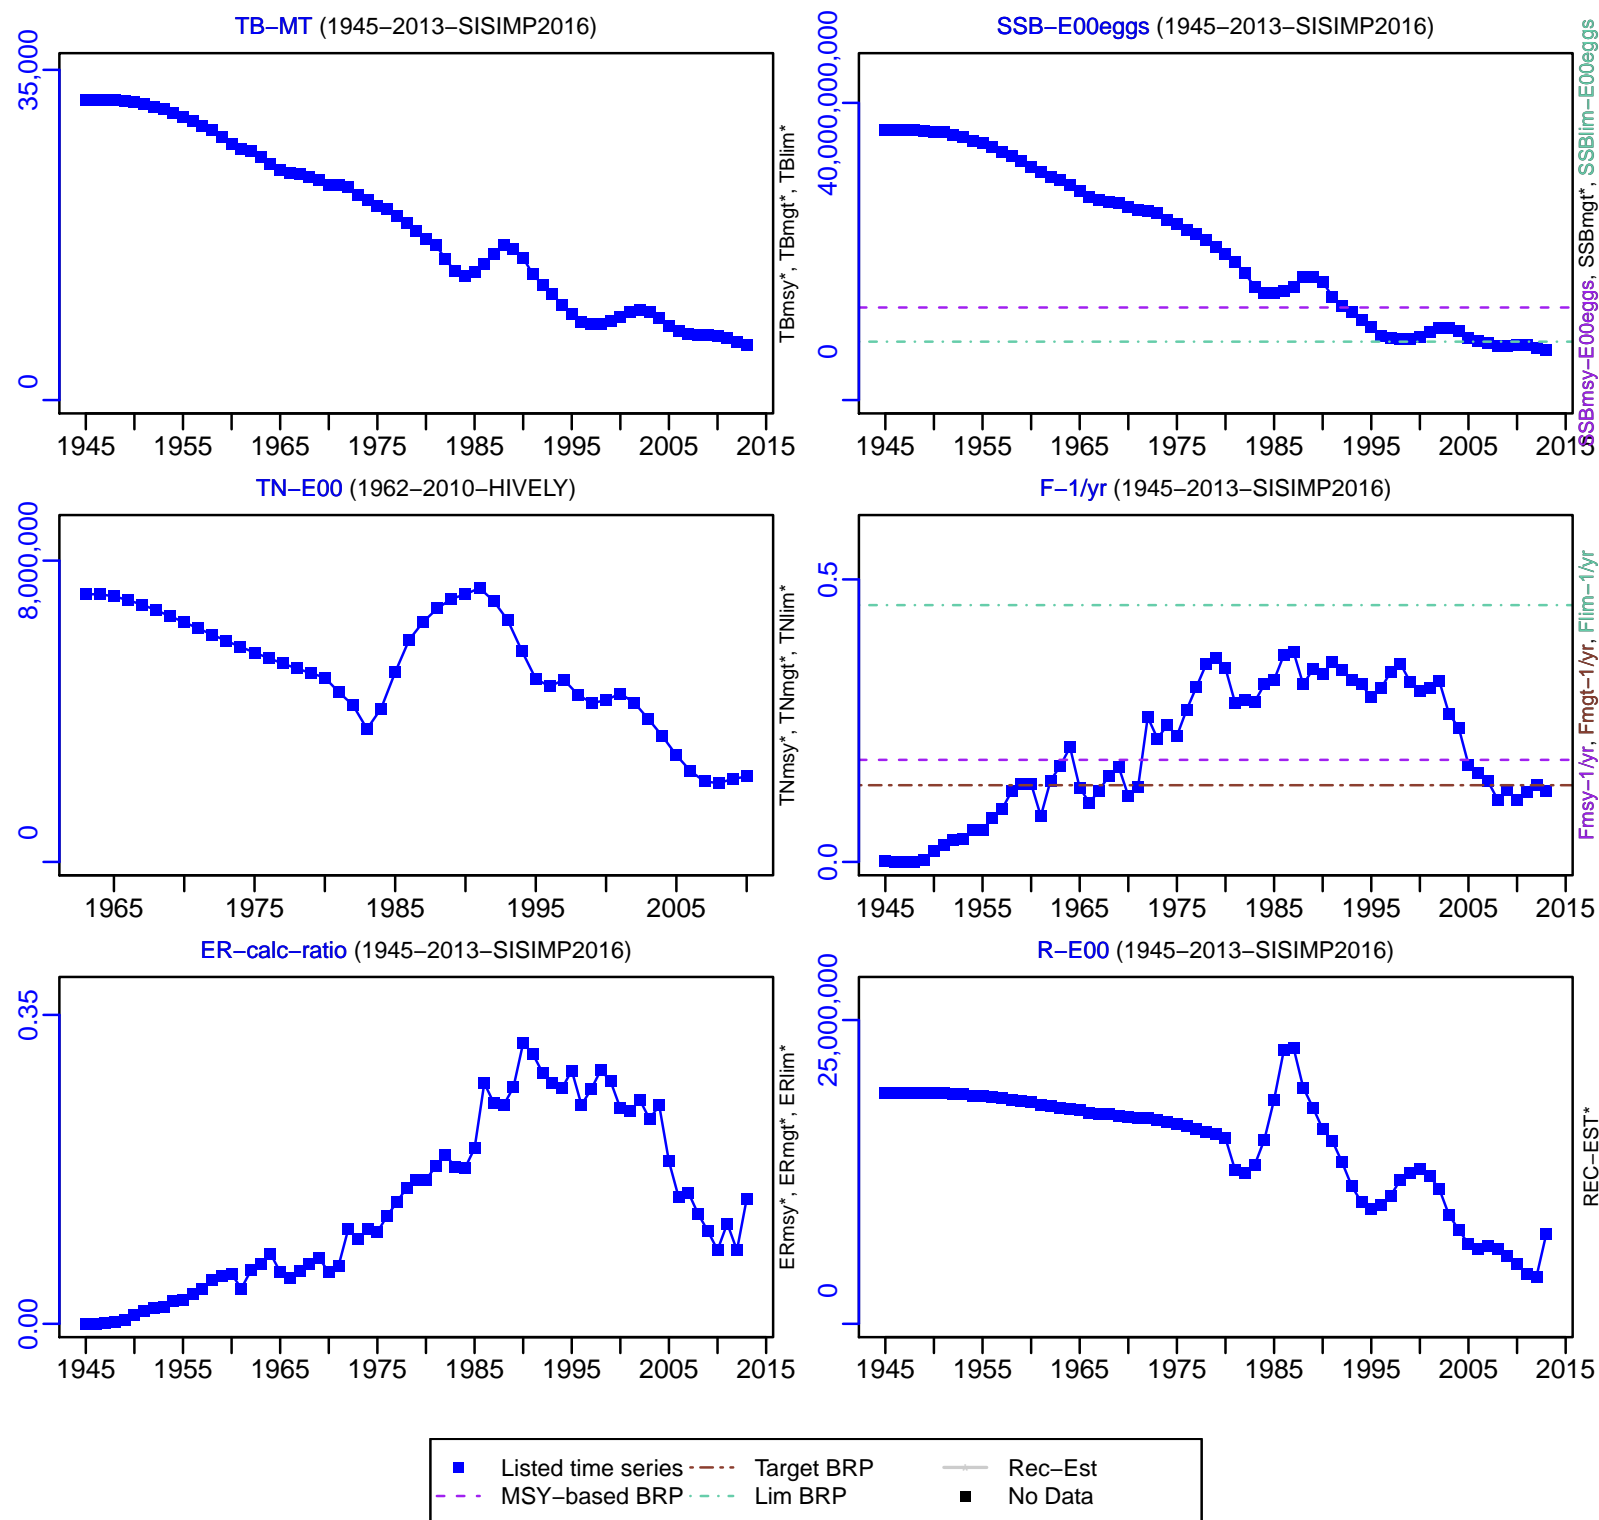 TB−MT (1945−2013−SISIMP2016)
35,000
0
TBmsy*, TBmgt*, TBlim*
1945 1955 1965 1975 1985 1995 2005 2015
SSB−E00eggs (1945−2013−SISIMP2016)
40,000,000,000
0
SSBmsy−E00eggs, SSBmgt*, SSBlim−E00eggs
1945 1955 1965 1975 1985 1995 2005 2015
TN−E00 (1962−2010−HIVELY)
8,000,000
0
TNmsy*, TNmgt*, TNlim*
1965 1975 1985 1995 2005
F−1/yr (1945−2013−SISIMP2016)
0.5
0.0
Fmsy−1/yr, Fmgt−1/yr, Flim−1/yr
1945 1955 1965 1975 1985 1995 2005 2015
ER−calc−ratio (1945−2013−SISIMP2016)
0.35
0.00
ERmsy*, ERmgt*, ERlim*
1945 1955 1965 1975 1985 1995 2005 2015
R−E00 (1945−2013−SISIMP2016)
25,000,000
0
REC−EST*
1945 1955 1965 1975 1985 1995 2005 2015
Listed time series Target BRP Rec−Est
MSY−based BRP Lim BRP No Data